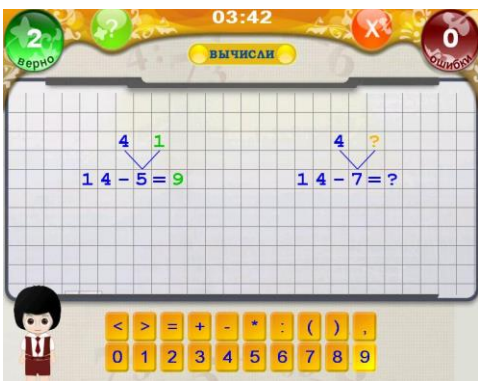 03:42
2
верно
?
X
0
ошибки
ВЫЧИСЛИ
4 1
14-5=9
4 ?
14-7=?
< > = + - * : ( ) ,
0 1 2 3 4 5 6 7 8 9